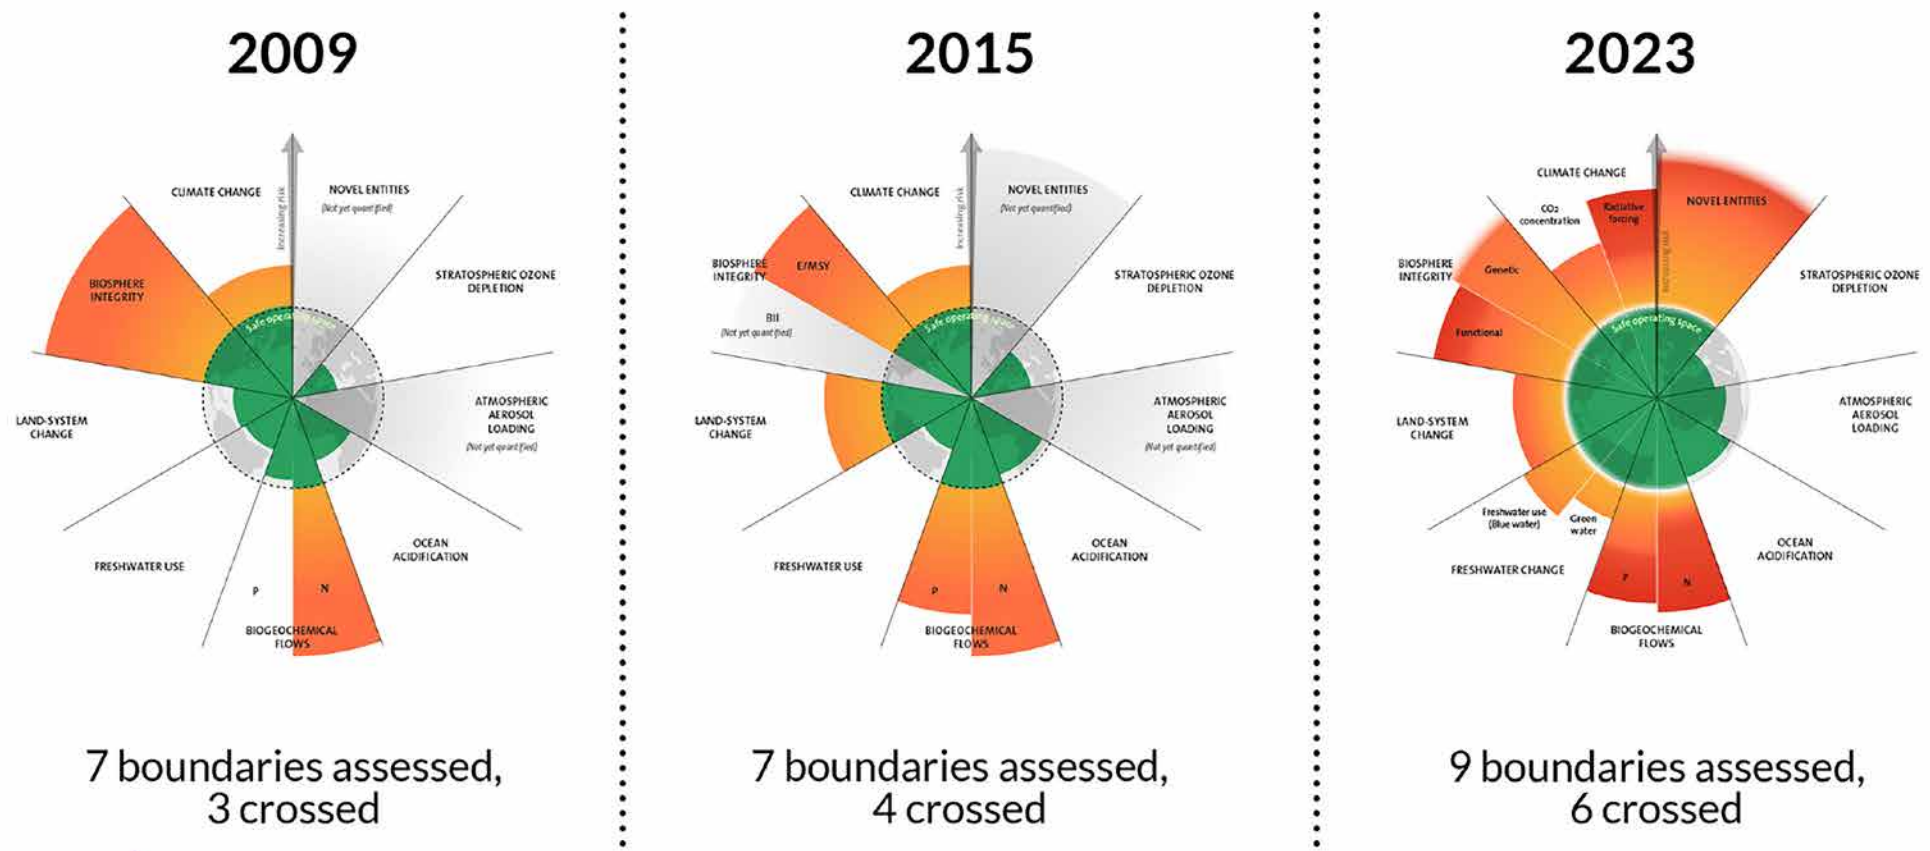 2009
CLIMATE CHANGE
Increasing risk
NOVEL ENTITIES
(Not yet quantified)
STRATOSPHERIC OZONE
DEPLETION
ATMOSPHERIC
AEROSOL
LOADING
(Not yet quantified)
OCEAN
ACIDIFICATION
N
P
BIOGEOCHEMICAL
FLOWS
FRESHWATER USE
LAND-SYSTEM
CHANGE
BIOSPHERE
INTEGRITY
Safe operating space
7 boundaries assessed,
3 crossed
2015
CLIMATE CHANGE
Increasing risk
NOVEL ENTITIES
(Not yet quantified)
STRATOSPHERIC OZONE
DEPLETION
ATMOSPHERIC
AEROSOL
LOADING
(Not yet quantified)
OCEAN
ACIDIFICATION
N
P
BIOGEOCHEMICAL
FLOWS
FRESHWATER USE
LAND-SYSTEM
CHANGE
BIOSPHERE
INTEGRITY
E/MSY
BII
(Not yet quantified)
Safe operating space
7 boundaries assessed,
4 crossed
2023
CLIMATE CHANGE
CO₂
concentration
Radiative
forcing
Increasing risk
NOVEL ENTITIES
STRATOSPHERIC OZONE
DEPLETION
ATMOSPHERIC
AEROSOL
LOADING
OCEAN
ACIDIFICATION
N
P
BIOGEOCHEMICAL
FLOWS
FRESHWATER CHANGE
Freshwater use
(Blue water)
Green
water
LAND-SYSTEM
CHANGE
BIOSPHERE
INTEGRITY
Genetic
Functional
Safe operating space
9 boundaries assessed,
6 crossed